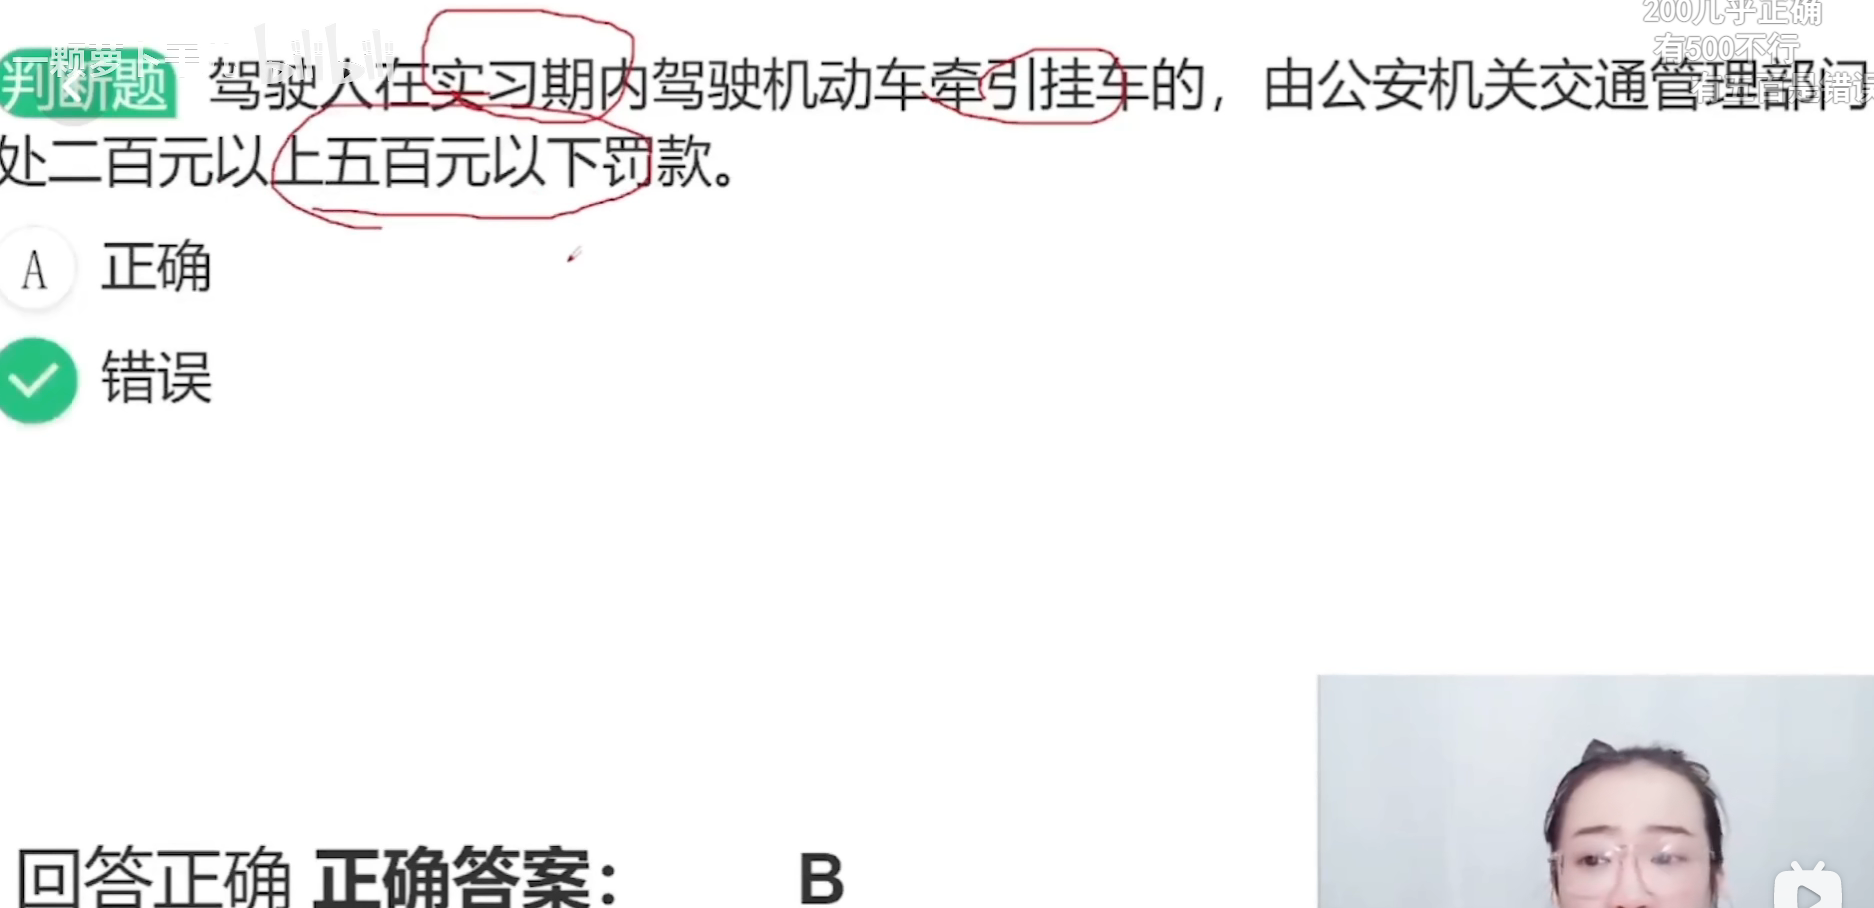 200几乎正确
有500不行
判断题 驾驶人在实习期内驾驶机动车牵引挂车的，由公安机关交通管理部门
处二百元以上五百元以下罚款。
A 正确
错误
回答正确 正确答案： B